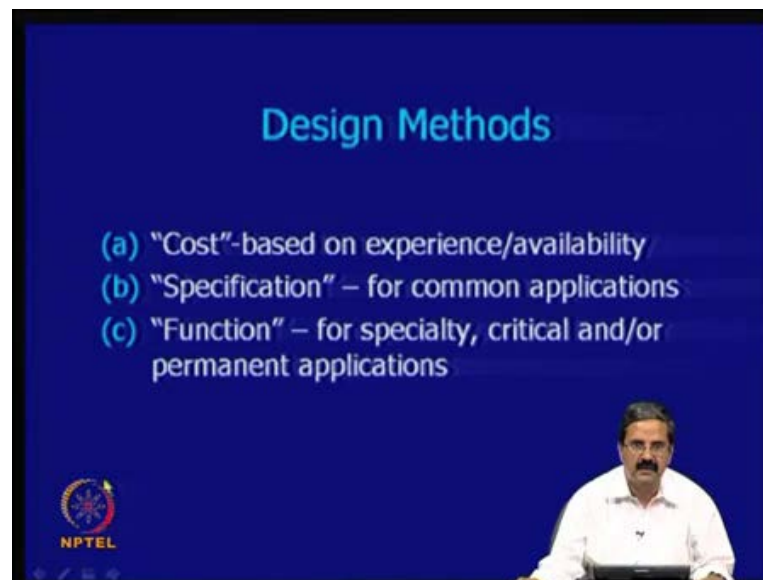 Design Methods
(a) “Cost”-based on experience/availability
(b) “Specification” – for common applications
(c) “Function” – for specialty, critical and/or
permanent applications
NPTEL